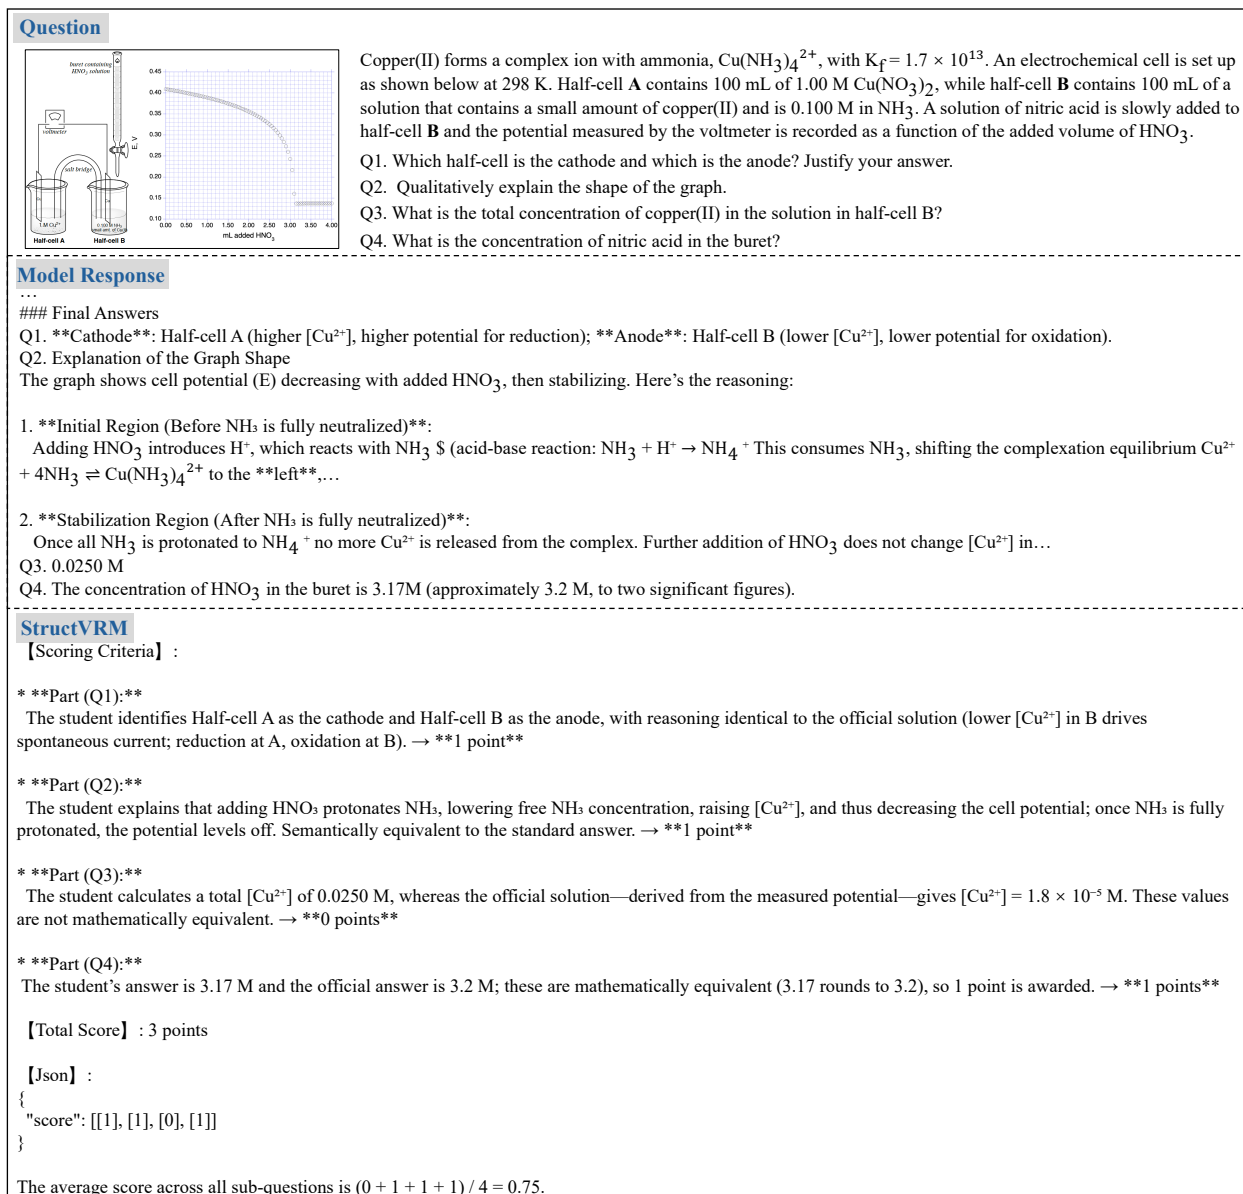 Question
buret containing
HNO3 solution
voltmeter
salt bridge
Cu
Cu
1 M Cu²⁺
0.100 M NH3
small amt. of Cu(II)
Half-cell A
Half-cell B
E, V
0.45
0.40
0.35
0.30
0.25
0.20
0.15
0.10
0.00 0.50 1.00 1.50 2.00 2.50 3.00 3.50 4.00
mL added HNO₃
Copper(II) forms a complex ion with ammonia, Cu(NH₃)₄²⁺, with K_f = 1.7 × 10¹³. An electrochemical cell is set up
as shown below at 298 K. Half-cell A contains 100 mL of 1.00 M Cu(NO₃)₂, while half-cell B contains 100 mL of a
solution that contains a small amount of copper(II) and is 0.100 M in NH₃. A solution of nitric acid is slowly added to
half-cell B and the potential measured by the voltmeter is recorded as a function of the added volume of HNO₃.
Q1. Which half-cell is the cathode and which is the anode? Justify your answer.
Q2. Qualitatively explain the shape of the graph.
Q3. What is the total concentration of copper(II) in the solution in half-cell B?
Q4. What is the concentration of nitric acid in the buret?
Model Response
…
### Final Answers
Q1. **Cathode**: Half-cell A (higher [Cu²⁺], higher potential for reduction); **Anode**: Half-cell B (lower [Cu²⁺], lower potential for oxidation).
Q2. Explanation of the Graph Shape
The graph shows cell potential (E) decreasing with added HNO₃, then stabilizing. Here's the reasoning:
1. **Initial Region (Before NH₃ is fully neutralized)**:
Adding HNO₃ introduces H⁺, which reacts with NH₃ $ (acid-base reaction: NH₃ + H⁺ → NH₄ ⁺ This consumes NH₃, shifting the complexation equilibrium Cu²⁺
+ 4NH₃ ⇌ Cu(NH₃)₄²⁺ to the **left**,…
2. **Stabilization Region (After NH₃ is fully neutralized)**:
Once all NH₃ is protonated to NH₄ ⁺ no more Cu²⁺ is released from the complex. Further addition of HNO₃ does not change [Cu²⁺] in…
Q3. 0.0250 M
Q4. The concentration of HNO₃ in the buret is 3.17M (approximately 3.2 M, to two significant figures).
StructVRM
【Scoring Criteria】:
* **Part (Q1):**
The student identifies Half-cell A as the cathode and Half-cell B as the anode, with reasoning identical to the official solution (lower [Cu²⁺] in B drives
spontaneous current; reduction at A, oxidation at B). → **1 point**
* **Part (Q2):**
The student explains that adding HNO₃ protonates NH₃, lowering free NH₃ concentration, raising [Cu²⁺], and thus decreasing the cell potential; once NH₃ is fully
protonated, the potential levels off. Semantically equivalent to the standard answer. → **1 point**
* **Part (Q3):**
The student calculates a total [Cu²⁺] of 0.0250 M, whereas the official solution—derived from the measured potential—gives [Cu²⁺] = 1.8 × 10⁻⁵ M. These values
are not mathematically equivalent. → **0 points**
* **Part (Q4):**
The student's answer is 3.17 M and the official answer is 3.2 M; these are mathematically equivalent (3.17 rounds to 3.2), so 1 point is awarded. → **1 points**
【Total Score】: 3 points
【Json】:
{
"score": [[1], [1], [0], [1]]
}
The average score across all sub-questions is (0 + 1 + 1 + 1) / 4 = 0.75.